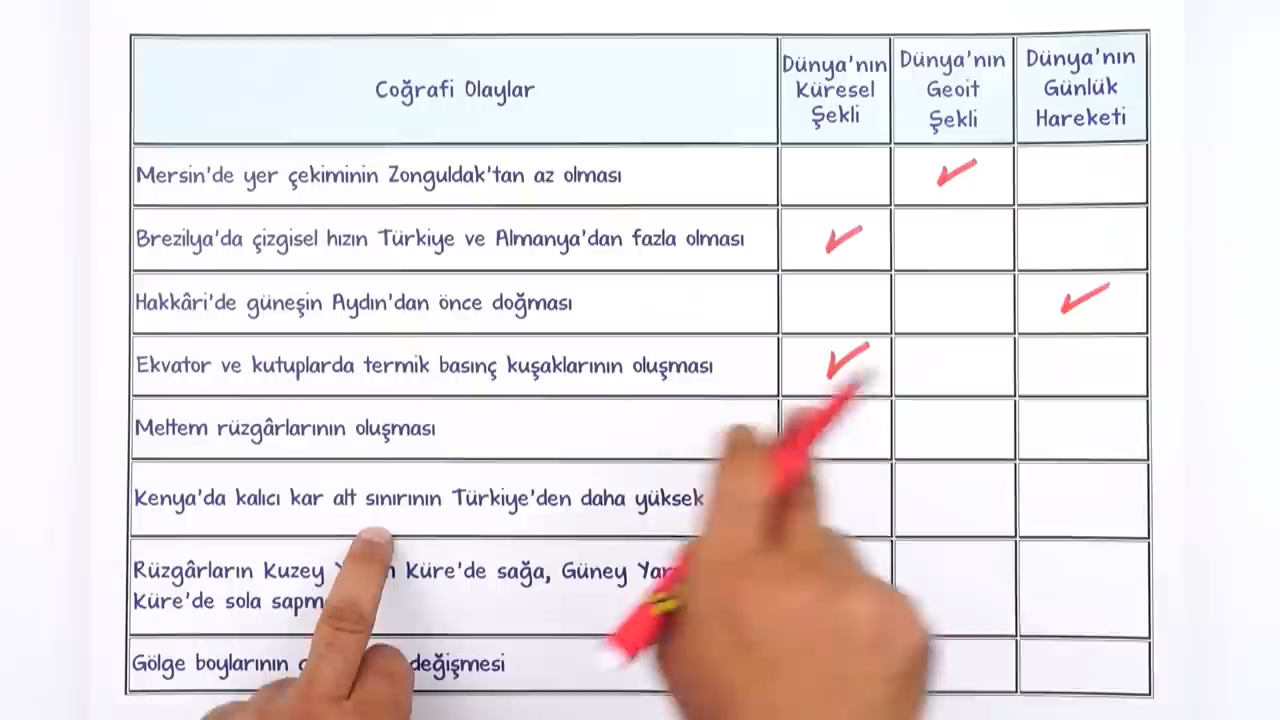 Coğrafi Olaylar
Dünya'nın
Küresel
Şekli
Dünya'nın
Geoit
Şekli
Dünya'nın
Günlük
Hareketi
Mersin'de yer çekiminin Zonguldak'tan az olması
Brezilya'da çizgisel hızın Türkiye ve Almanya'dan fazla olması
Hakkâri'de güneşin Aydın'dan önce doğması
Ekvator ve kutuplarda termik basınç kuşaklarının oluşması
Meltem rüzgârlarının oluşması
Kenya'da kalıcı kar alt sınırının Türkiye'den daha yüksek
Rüzgârların Kuzey Küre'de sağa, Güney
Küre'de sola
Gölge boylarının değişmesi